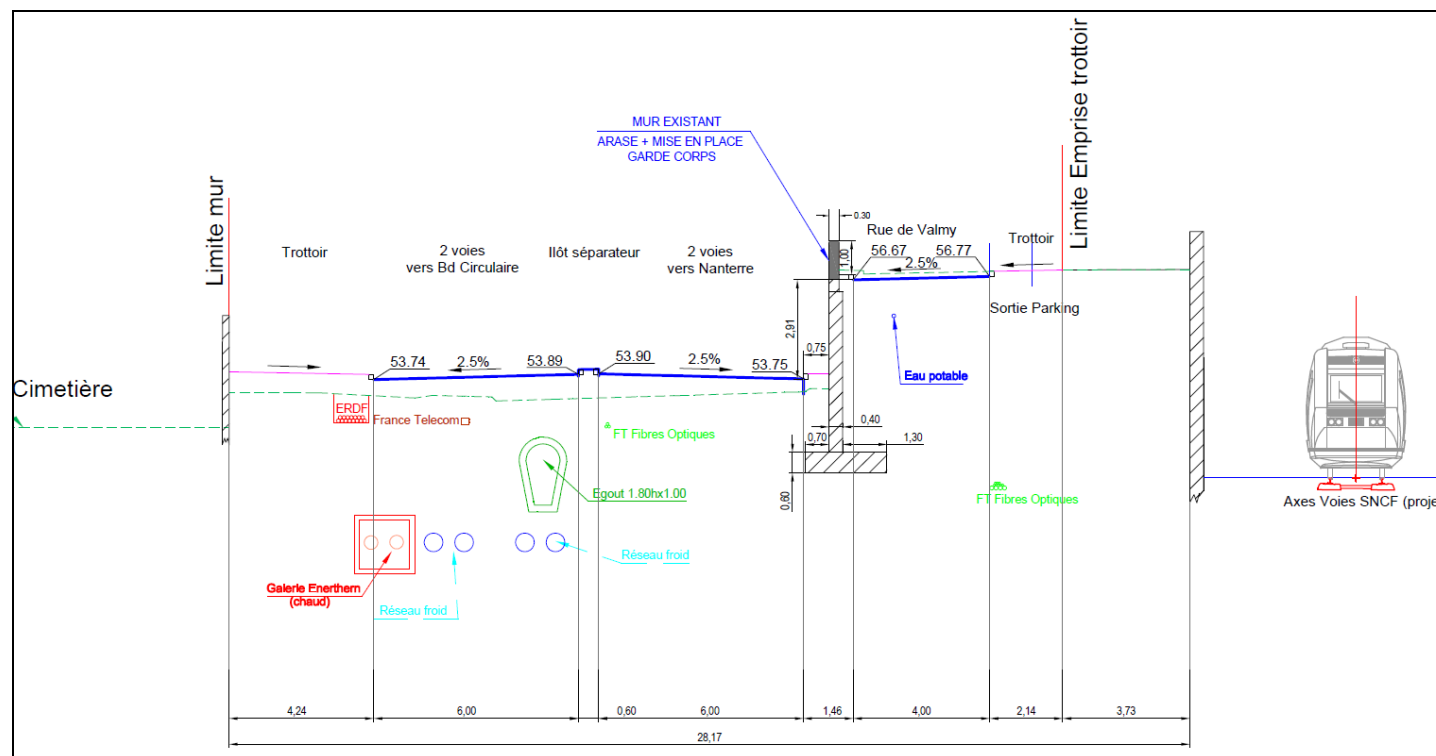 Limite mur
Limite Emprise trottoir
MUR EXISTANT
ARASE + MISE EN PLACE
GARDE CORPS
0.30
Trottoir
2 voies
vers Bd Circulaire
Ilôt séparateur
2 voies
vers Nanterre
1.00
Rue de Valmy
56.67
56.77
2.5%
Trottoir
Sortie Parking
2,91
0,75
53.74
2.5%
53.89
53.90
2.5%
53.75
Eau potable
Cimetière
ERDF
France Telecom
FT Fibres Optiques
0,40
0,70
1,30
0,60
Egout 1.80hx1.00
FT Fibres Optiques
Axes Voies SNCF (proje
Réseau froid
Galerie Enerthern
(chaud)
Réseau froid
4,24
6,00
0,60
6,00
1,46
4,00
2,14
3,73
28,17